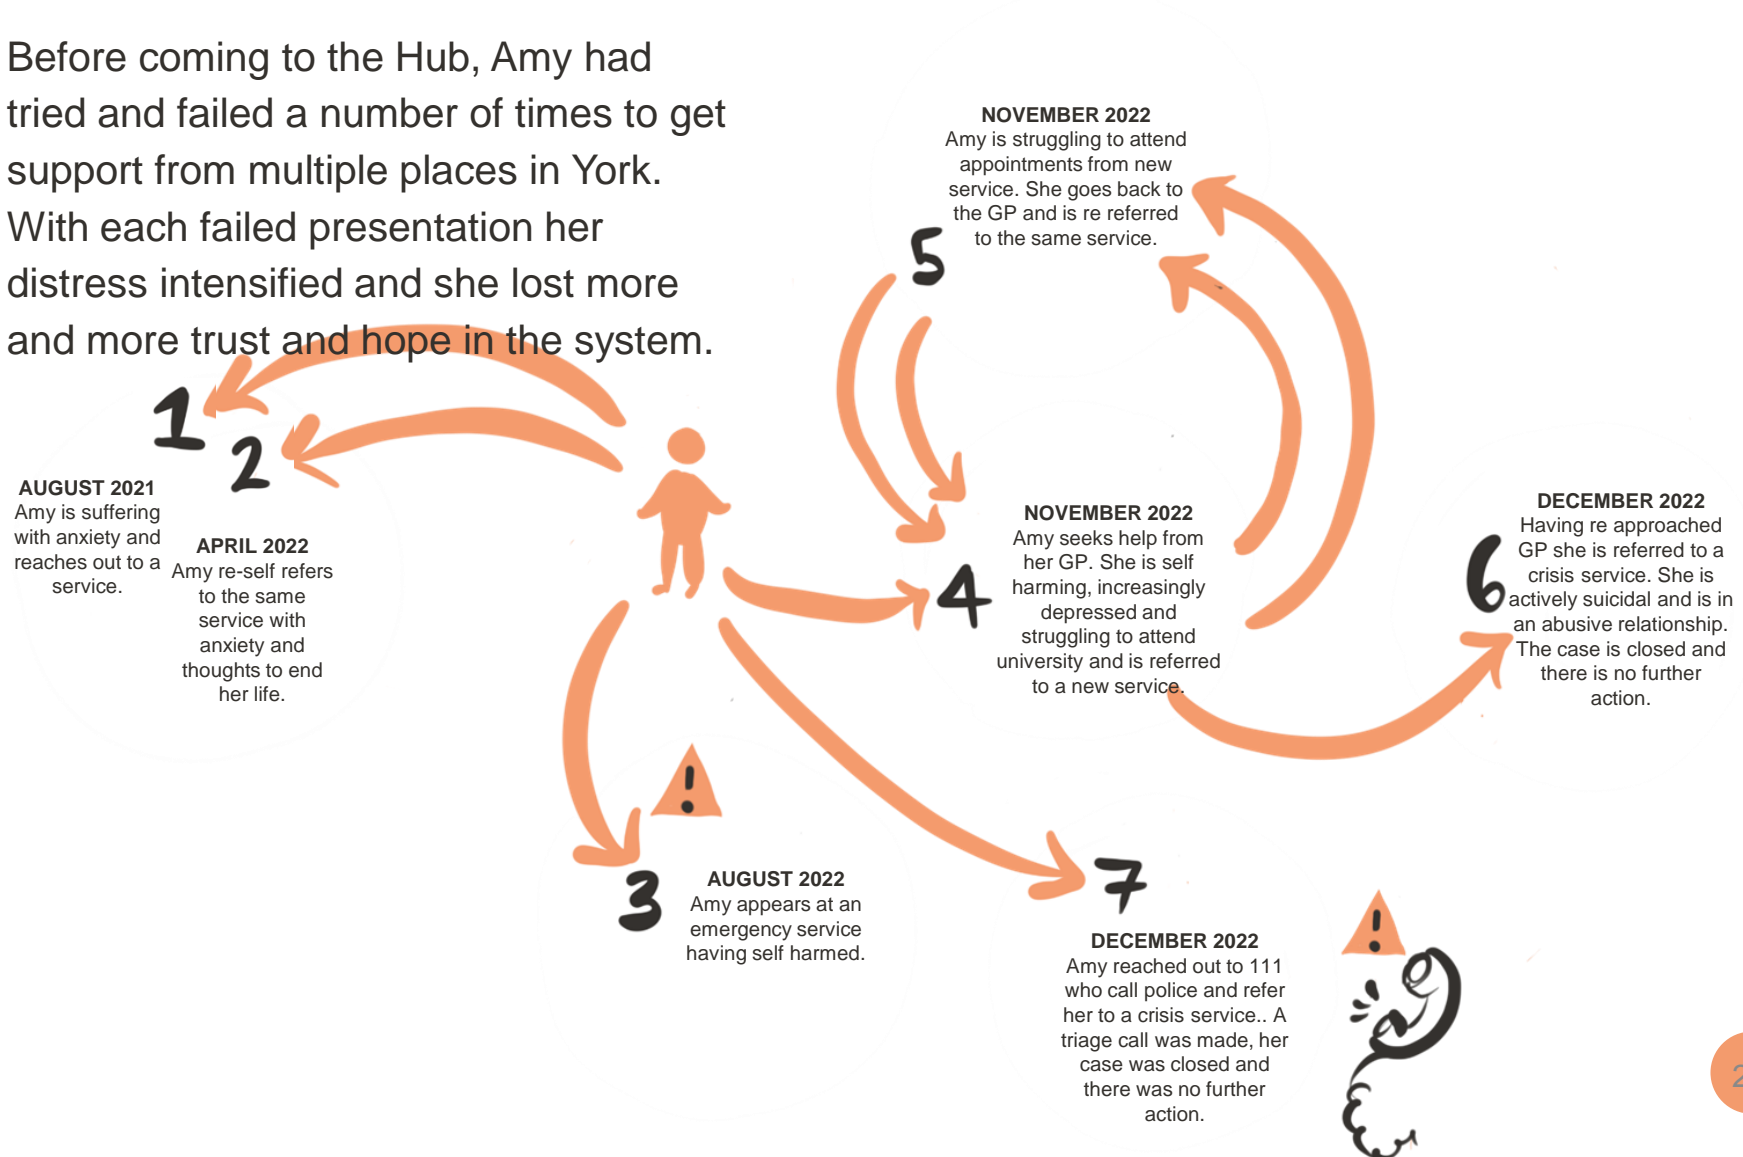 Before coming to the Hub, Amy had
tried and failed a number of times to get
support from multiple places in York.
With each failed presentation her
distress intensified and she lost more
and more trust and hope in the system.
1
AUGUST 2021
Amy is suffering
with anxiety and
reaches out to a
service.
2
APRIL 2022
Amy re-self refers
to the same
service with
anxiety and
thoughts to end
her life.
3
!
AUGUST 2022
Amy appears at an
emergency service
having self harmed.
4
NOVEMBER 2022
Amy seeks help from
her GP. She is self
harming, increasingly
depressed and
struggling to attend
university and is referred
to a new service.
5
NOVEMBER 2022
Amy is struggling to attend
appointments from new
service. She goes back to
the GP and is re referred
to the same service.
6
DECEMBER 2022
Having re approached
GP she is referred to a
crisis service. She is
actively suicidal and is in
an abusive relationship.
The case is closed and
there is no further
action.
7
DECEMBER 2022
Amy reached out to 111
who call police and refer
her to a crisis service.. A
triage call was made, her
case was closed and
there was no further
action.
!